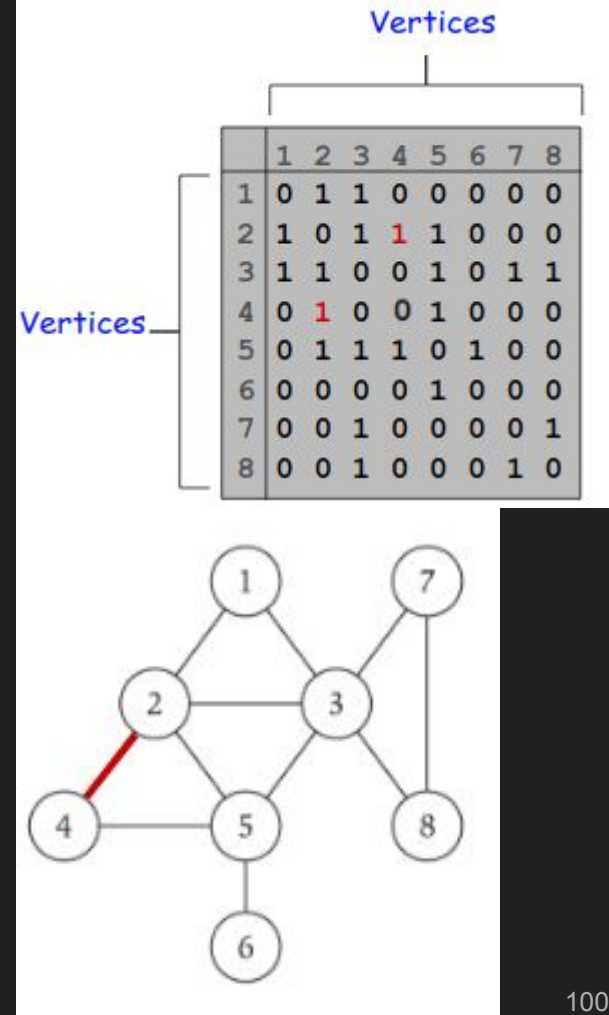 Vertices
1 2 3 4 5 6 7 8
1 0 1 1 0 0 0 0 0
2 1 0 1 1 1 0 0 0
3 1 1 0 0 1 0 1 1
Vertices
4 0 1 0 0 1 0 0 0
5 0 1 1 1 0 1 0 0
6 0 0 0 0 1 0 0 0
7 0 0 1 0 0 0 0 1
8 0 0 1 0 0 0 1 0
1 7
2 3
4 5 8
6
100